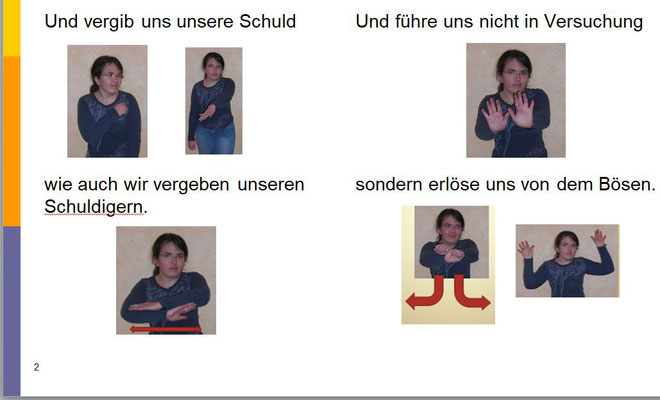 Und vergib uns unsere Schuld
Und führe uns nicht in Versuchung
wie auch wir vergeben unseren
Schuldigern.
sondern erlöse uns von dem Bösen.
2